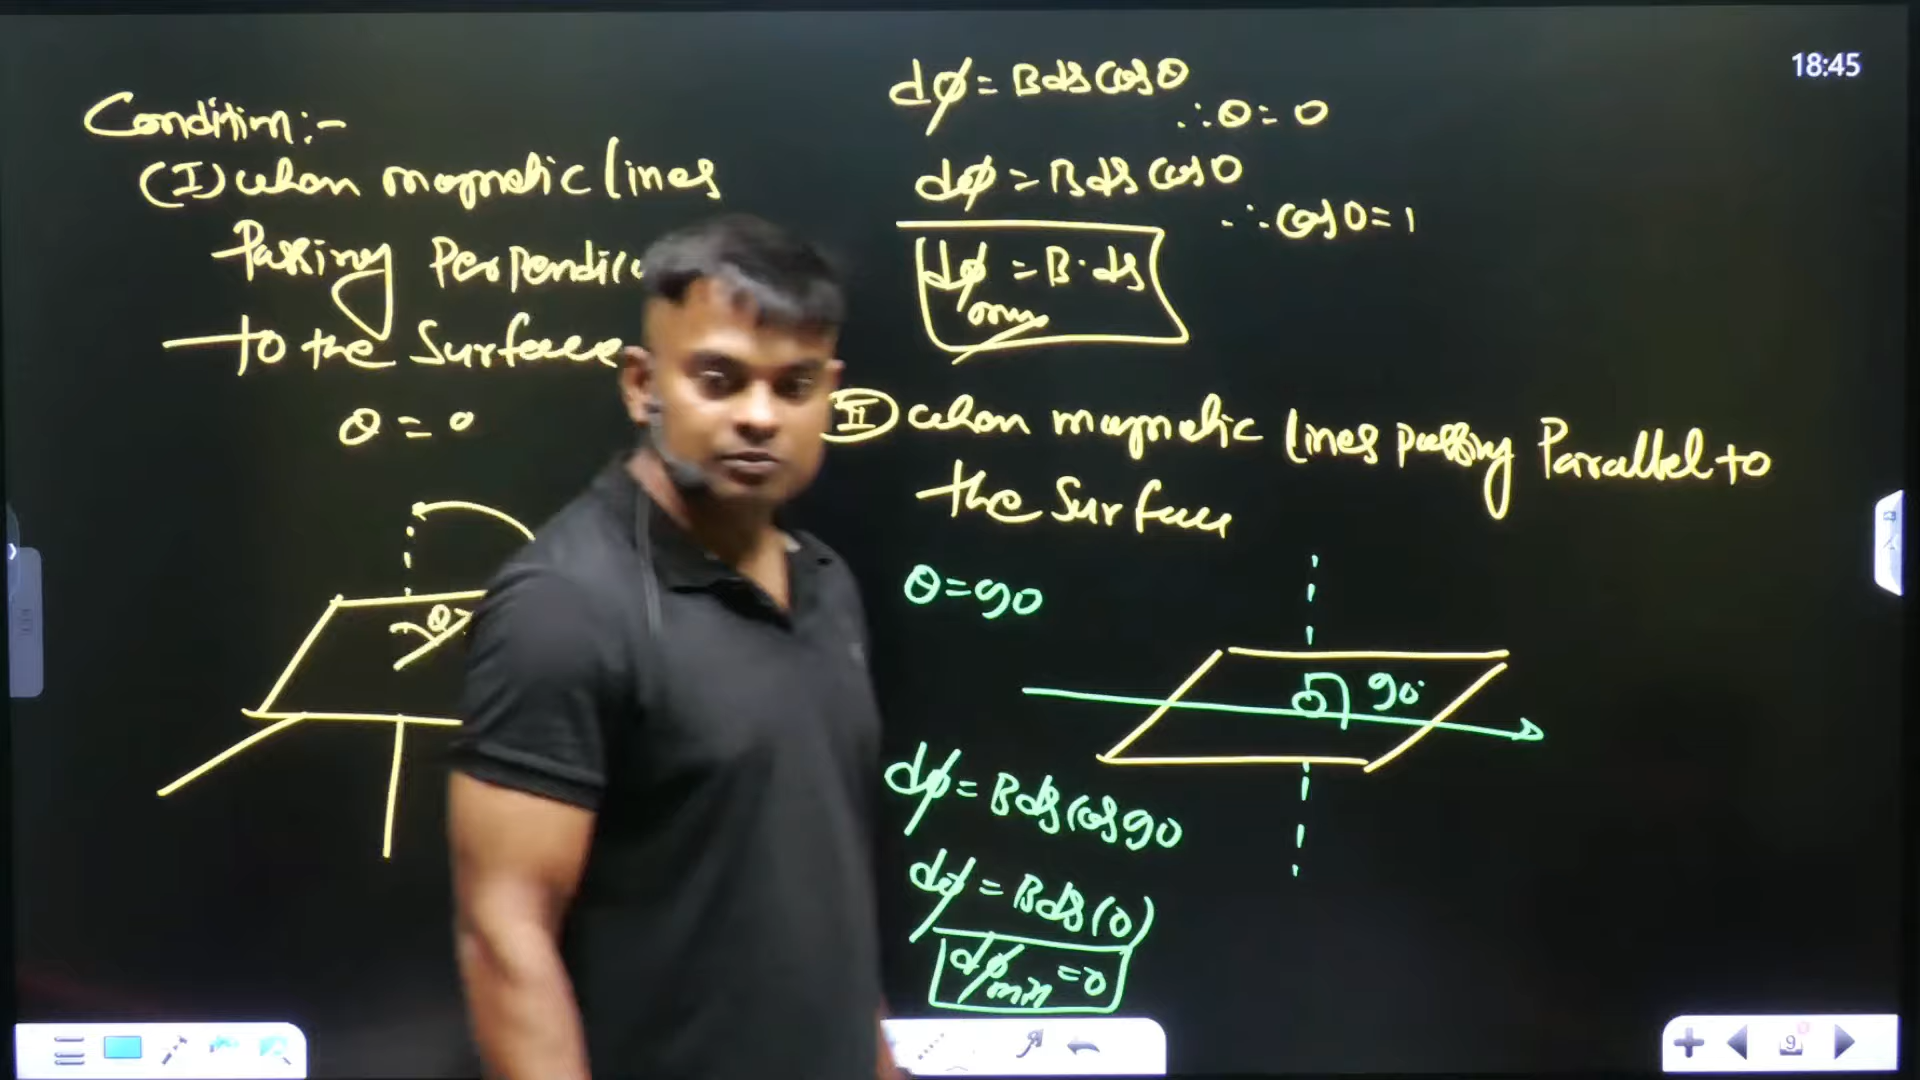 Condition:-
(I) when magnetic lines
Passing
to the Surface
θ = 0
θ
dϕ = Bds cosθ
∴ θ = 0
dϕ = Bds cos0
∴ cos0 = 1
dϕ = B·ds
II when magnetic lines passing Parallel to
the Surface
θ = 90
90°
dϕ = Bds cos90
dϕ = Bds(0)
dϕmin = 0
18:45
9